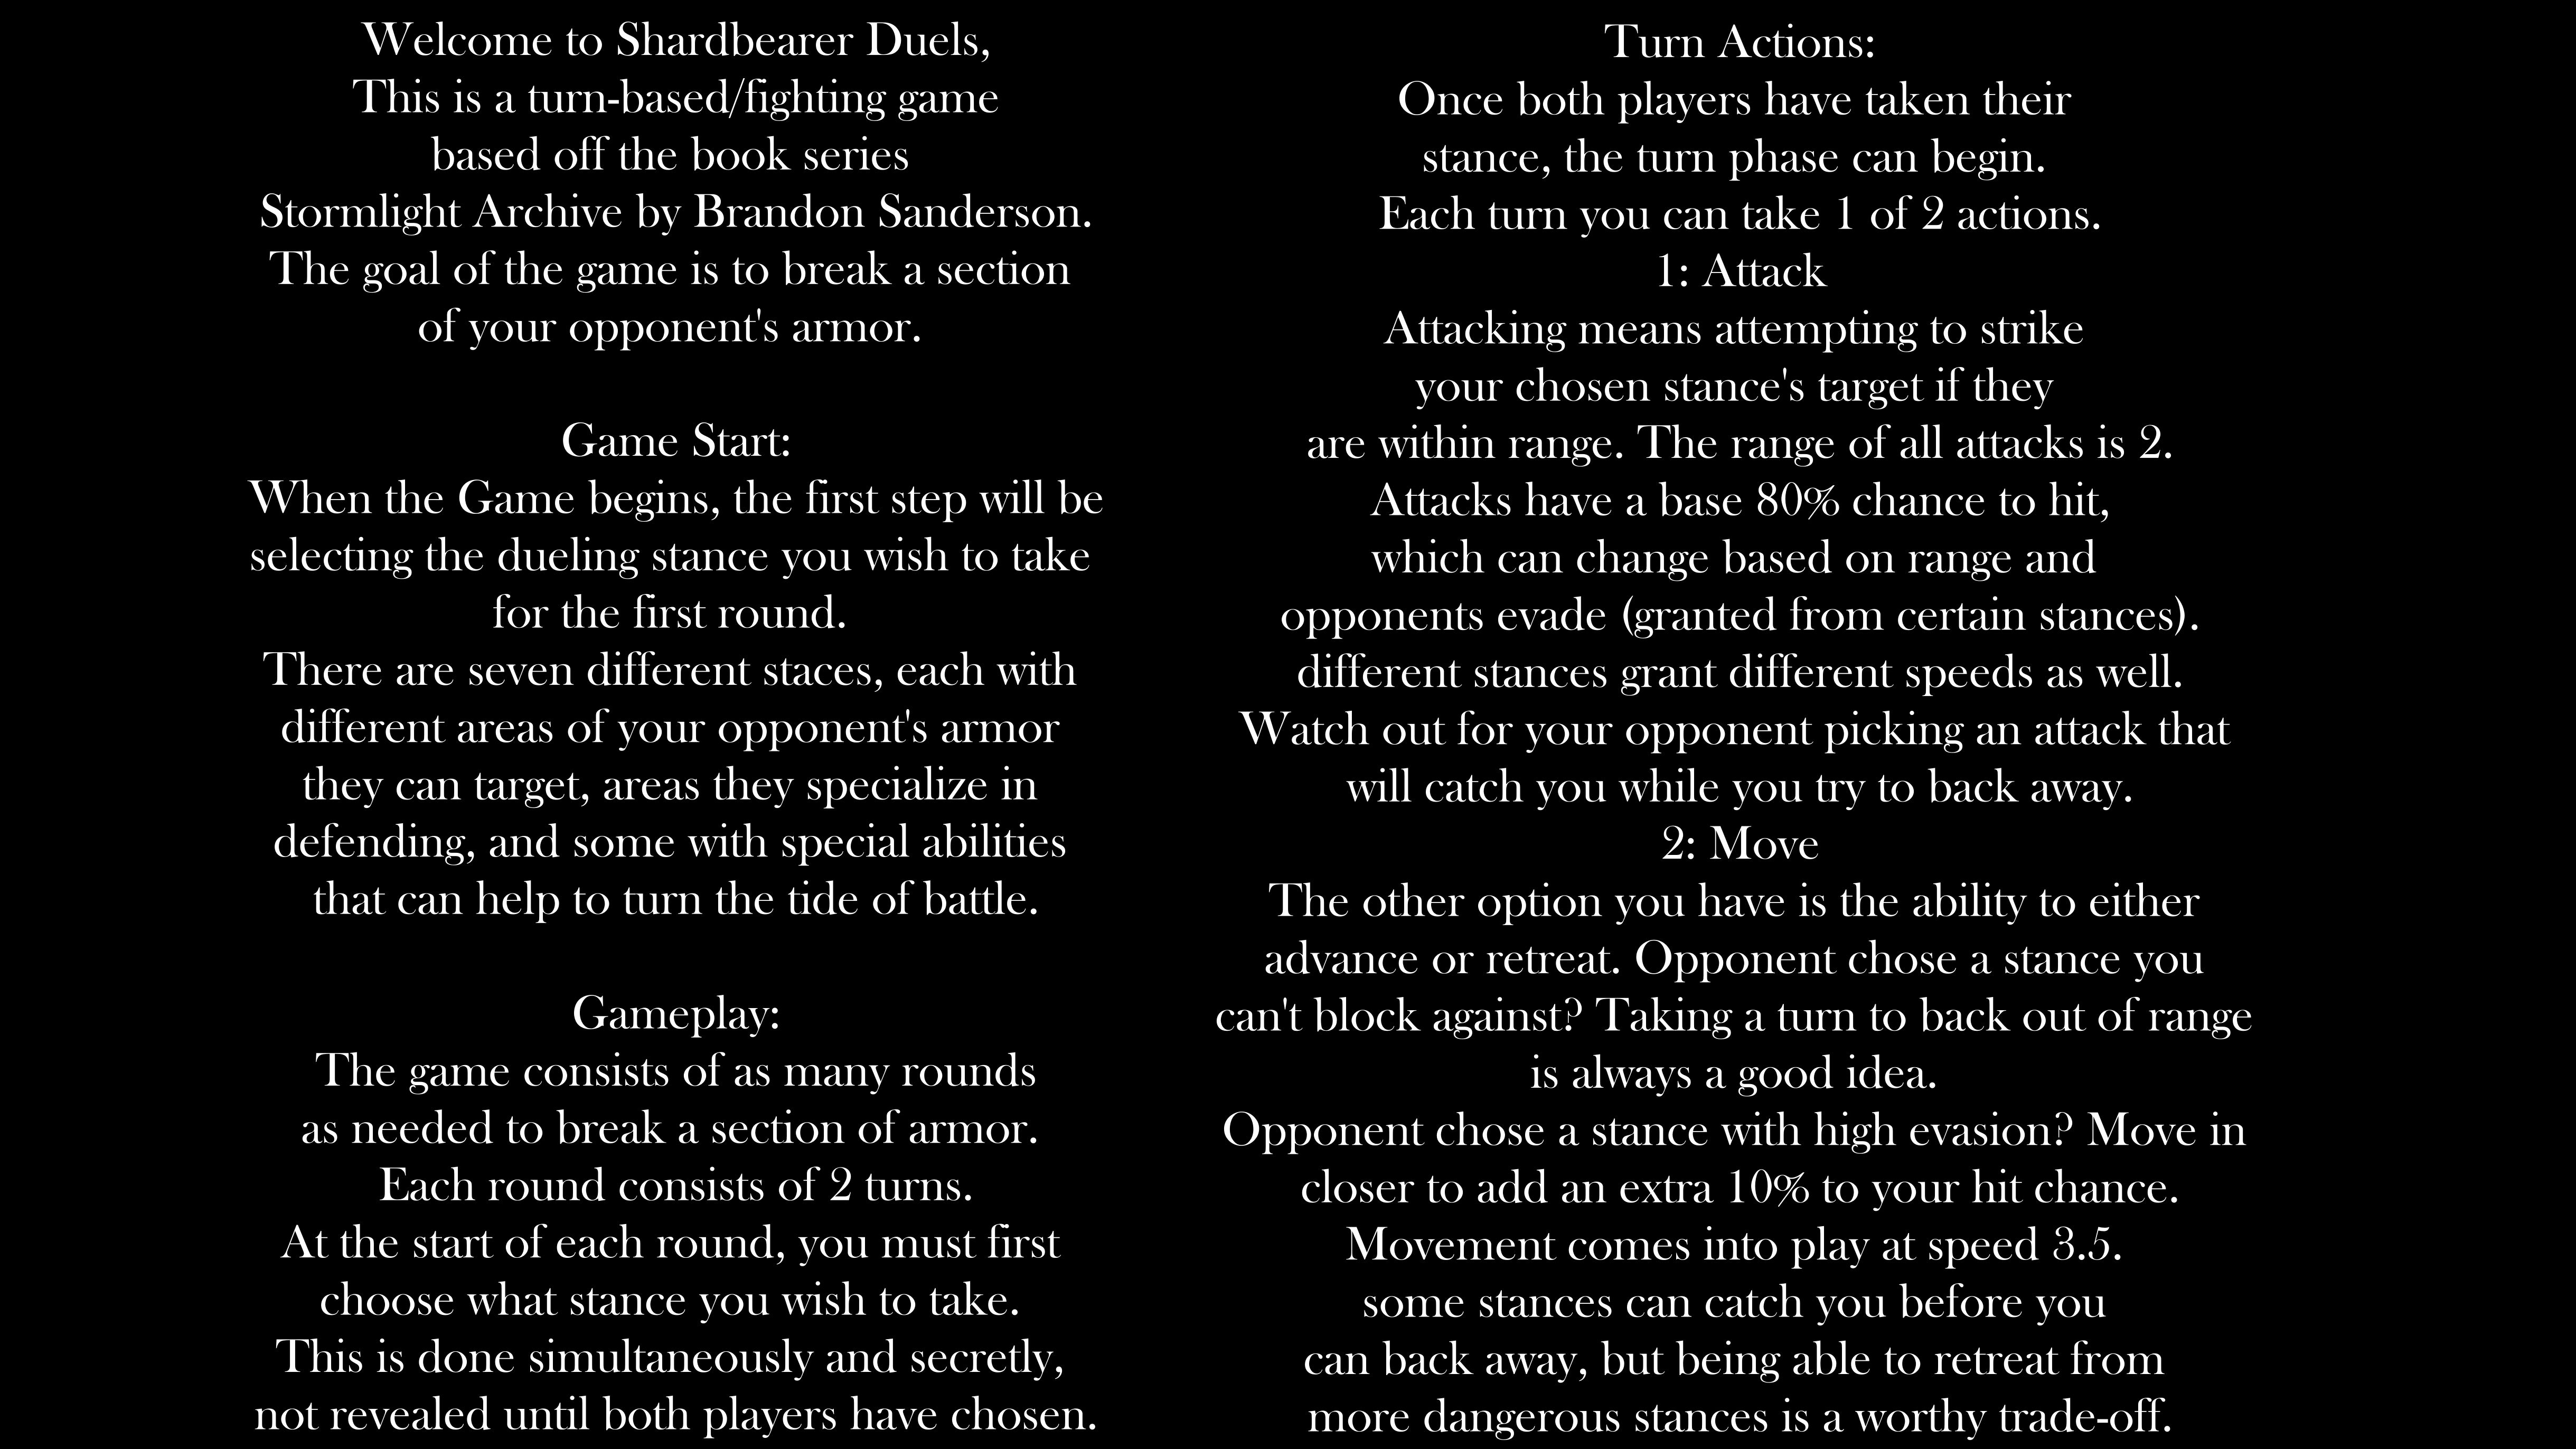 Welcome to Shardbearer Duels,
This is a turn-based/fighting game
based off the book series
Stormlight Archive by Brandon Sanderson.
The goal of the game is to break a section
of your opponent's armor.
Game Start:
When the Game begins, the first step will be
selecting the dueling stance you wish to take
for the first round.
There are seven different staces, each with
different areas of your opponent's armor
they can target, areas they specialize in
defending, and some with special abilities
that can help to turn the tide of battle.
Gameplay:
The game consists of as many rounds
as needed to break a section of armor.
Each round consists of 2 turns.
At the start of each round, you must first
choose what stance you wish to take.
This is done simultaneously and secretly,
not revealed until both players have chosen.
Turn Actions:
Once both players have taken their
stance, the turn phase can begin.
Each turn you can take 1 of 2 actions.
1: Attack
Attacking means attempting to strike
your chosen stance's target if they
are within range. The range of all attacks is 2.
Attacks have a base 80% chance to hit,
which can change based on range and
opponents evade (granted from certain stances).
different stances grant different speeds as well.
Watch out for your opponent picking an attack that
will catch you while you try to back away.
2: Move
The other option you have is the ability to either
advance or retreat. Opponent chose a stance you
can't block against? Taking a turn to back out of range
is always a good idea.
Opponent chose a stance with high evasion? Move in
closer to add an extra 10% to your hit chance.
Movement comes into play at speed 3.5.
some stances can catch you before you
can back away, but being able to retreat from
more dangerous stances is a worthy trade-off.